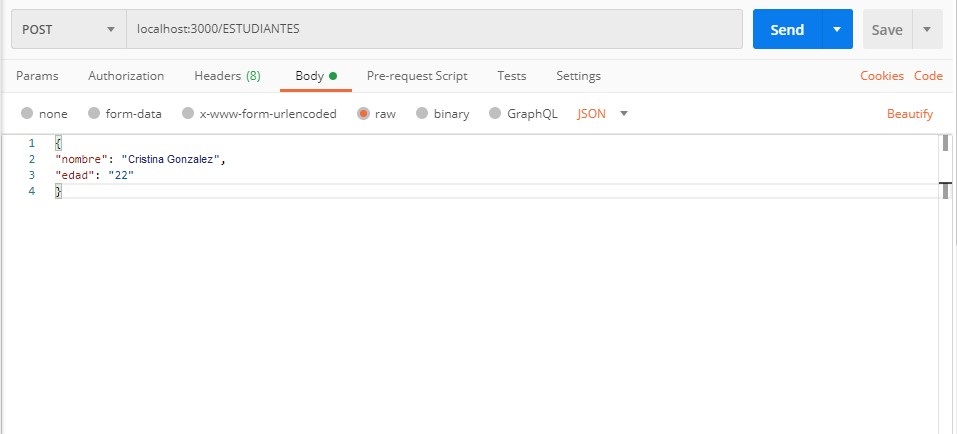 POST localhost:3000/ESTUDIANTES Send Save
Params Authorization Headers (8) Body Pre-request Script Tests Settings Cookies Code
none form-data x-www-form-urlencoded raw binary GraphQL JSON Beautify
1 {
2 "nombre": "Cristina Gonzalez",
3 "edad": "22"
4 }